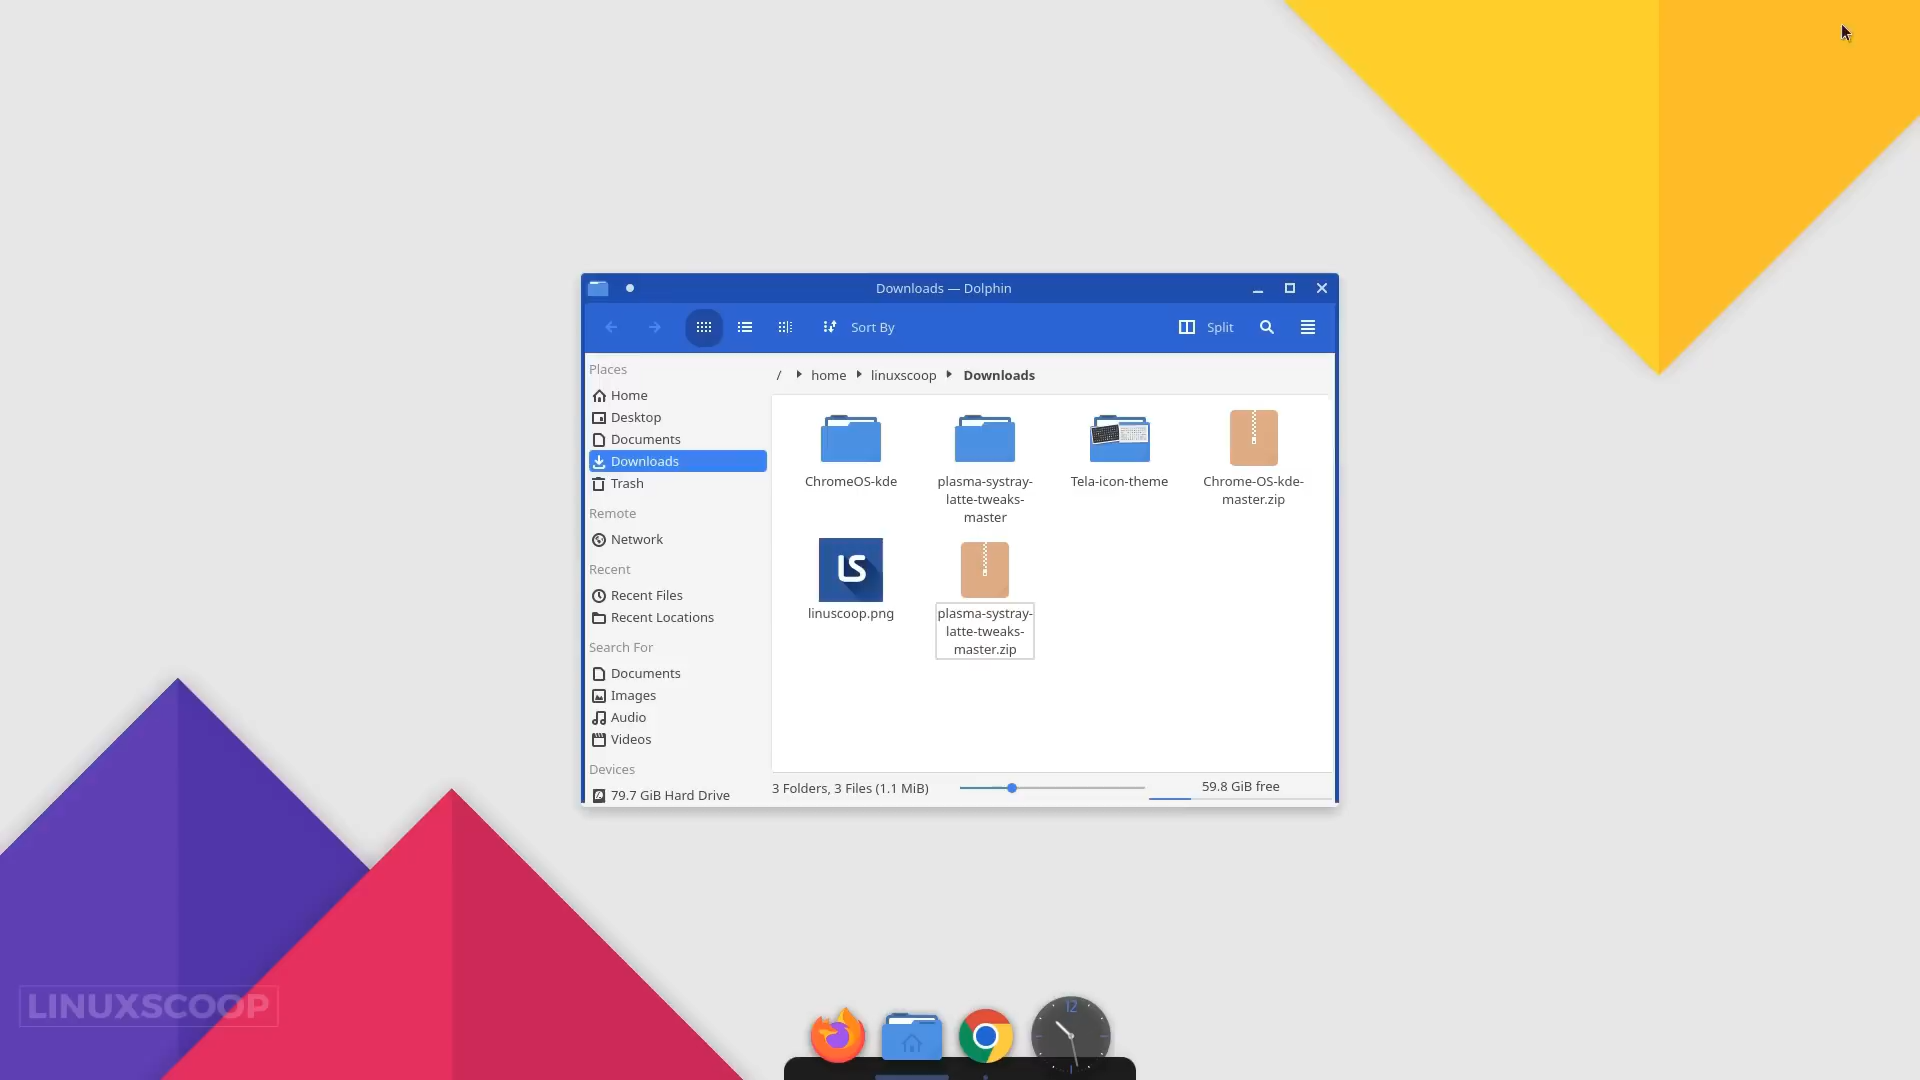 Downloads — Dolphin
Sort By
Split
Places
Home
Desktop
Documents
Downloads
Trash
Remote
Network
Recent
Recent Files
Recent Locations
Search For
Documents
Images
Audio
Videos
Devices
79.7 GiB Hard Drive
/ home linuxscoop Downloads
ChromeOS-kde
plasma-systray-
latte-tweaks-
master
Tela-icon-theme
Chrome-OS-kde-
master.zip
LS
linuscoop.png
plasma-systray-
latte-tweaks-
master.zip
3 Folders, 3 Files (1.1 MiB)
59.8 GiB free
LINUXSCOOP
12